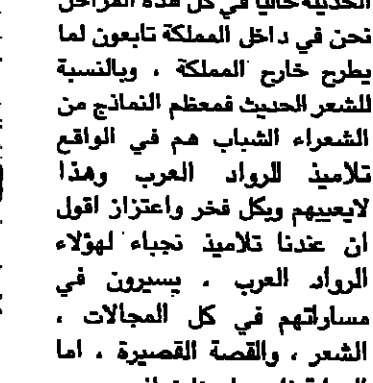 الحديثة حاليا في كل هذه المراحل
نحن في داخل المملكة تابعون لما
يطرح خارج المملكة ، وبالنسبة
للشعر الحديث فمعظم النماذج من
الشعراء الشباب هم في الواقع
تلاميذ للرواد العرب وهذا
لايعيبهم وبكل فخر واعتزاز اقول
ان عندنا تلاميذ نجباء لهؤلاء
الرواد العرب . يسيرون في
مساراتهم في كل المجالات ،
الشعر ، والقصة القصيرة ، اما